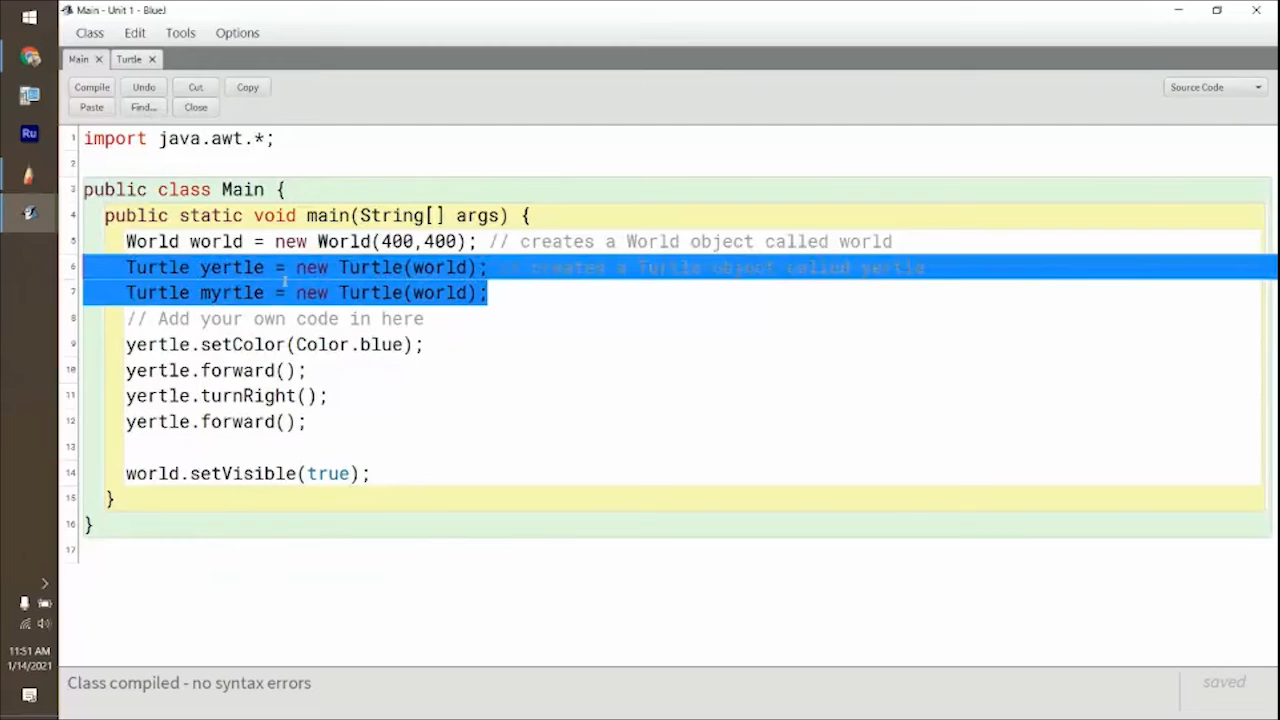 Main - Unit 1 - BlueJ
Class Edit Tools Options
Main Turtle
Compile Undo Cut Copy
Paste Find... Close
Source Code
1 import java.awt.*;
2
3 public class Main {
4 public static void main(String[] args) {
5 World world = new World(400,400); // creates a World object called world
6 Turtle yertle = new Turtle(world); // creates a Turtle object called yertle
7 Turtle myrtle = new Turtle(world);
8 // Add your own code in here
9 yertle.setColor(Color.blue);
10 yertle.forward();
11 yertle.turnRight();
12 yertle.forward();
13
14 world.setVisible(true);
15 }
16 }
17
Ru
11:51 AM
1/14/2021
Class compiled - no syntax errors
saved